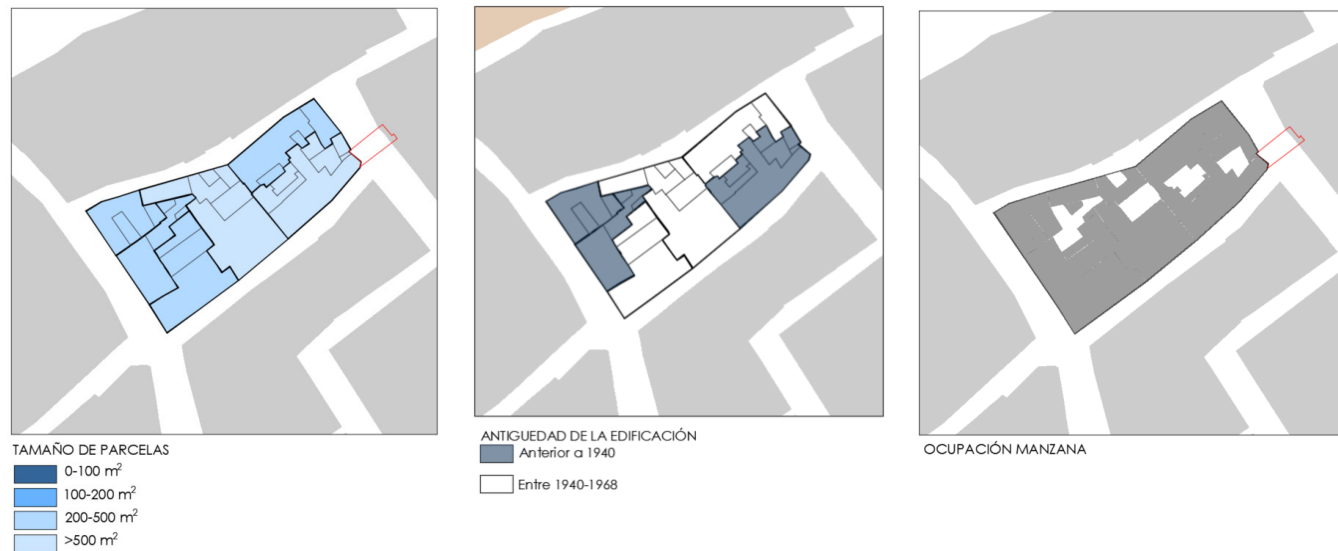 TAMAÑO DE PARCELAS
0-100 m²
100-200 m²
200-500 m²
>500 m²
ANTIGUEDAD DE LA EDIFICACIÓN
Anterior a 1940
Entre 1940-1968
OCUPACIÓN MANZANA